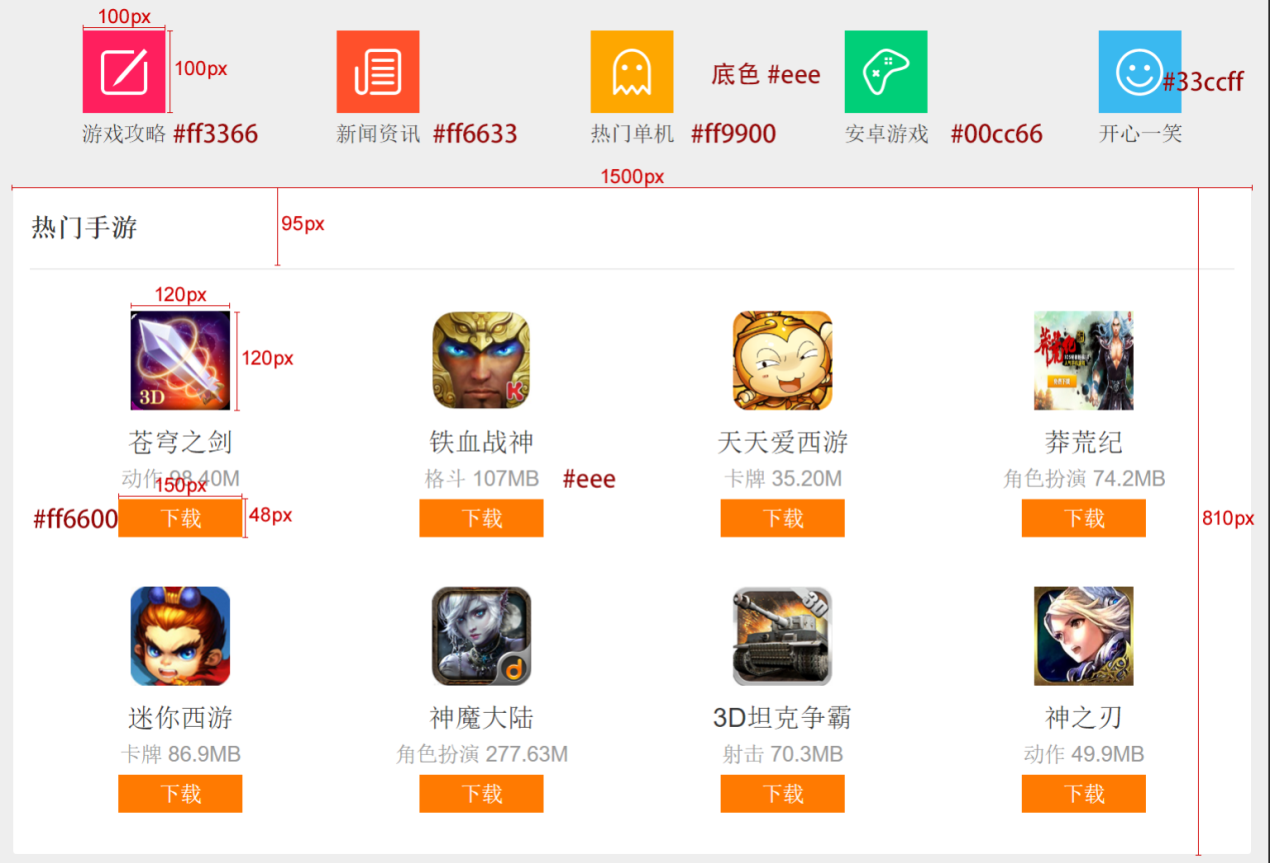 100px
100px
底色 #eee
#33ccff
游戏攻略 #ff3366
新闻资讯 #ff6633
热门单机 #ff9900
安卓游戏 #00cc66
开心一笑
1500px
热门手游
95px
120px
120px
3D
K
苍穹之剑
铁血战神
天天爱西游
莽荒纪
动作 98.40M
格斗 107MB
#eee
卡牌 35.20M
角色扮演 74.2MB
150px
#ff6600
下载
48px
下载
下载
下载
810px
d
3D
迷你西游
神魔大陆
3D坦克争霸
神之刃
卡牌 86.9MB
角色扮演 277.63M
射击 70.3MB
动作 49.9MB
下载
下载
下载
下载